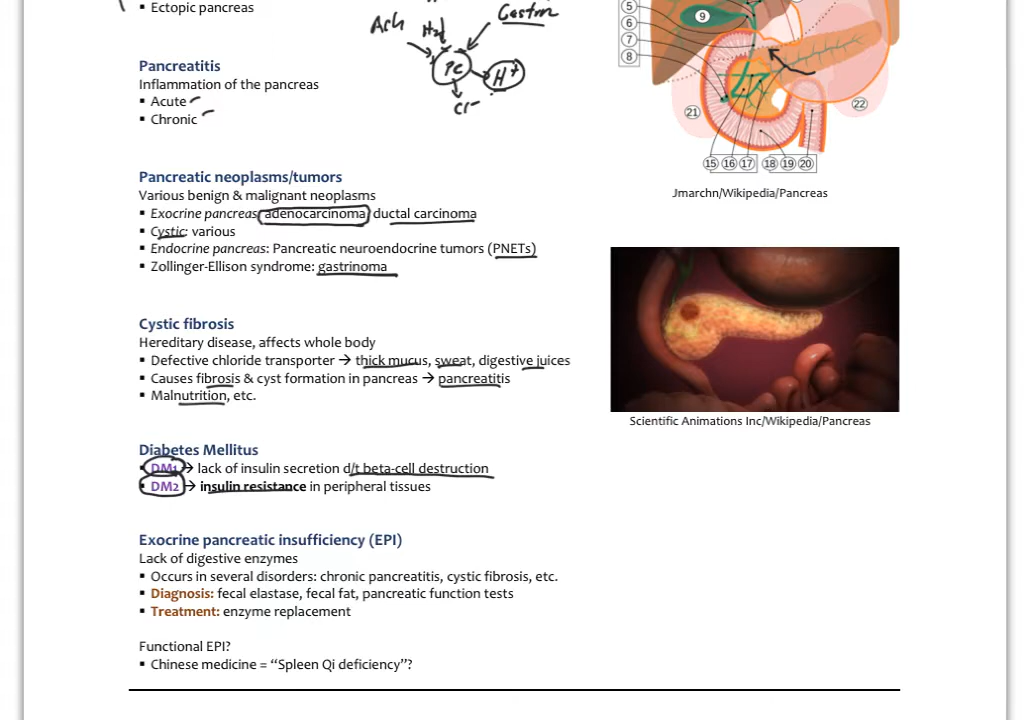 ▪ Ectopic pancreas
Ach
H2
Gastrin
PC
H+
Cl-
Pancreatitis
Inflammation of the pancreas
▪ Acute
▪ Chronic
Pancreatic neoplasms/tumors
Various benign & malignant neoplasms
▪ Exocrine pancreas: adenocarcinoma, ductal carcinoma
▪ Cystic: various
▪ Endocrine pancreas: Pancreatic neuroendocrine tumors (PNETs)
▪ Zollinger-Ellison syndrome: gastrinoma
Cystic fibrosis
Hereditary disease, affects whole body
▪ Defective chloride transporter → thick mucus, sweat, digestive juices
▪ Causes fibrosis & cyst formation in pancreas → pancreatitis
▪ Malnutrition, etc.
Diabetes Mellitus
▪ DM1 → lack of insulin secretion d/t beta-cell destruction
▪ DM2 → insulin resistance in peripheral tissues
Exocrine pancreatic insufficiency (EPI)
Lack of digestive enzymes
▪ Occurs in several disorders: chronic pancreatitis, cystic fibrosis, etc.
▪ Diagnosis: fecal elastase, fecal fat, pancreatic function tests
▪ Treatment: enzyme replacement
Functional EPI?
▪ Chinese medicine = “Spleen Qi deficiency”?
5
6
7
8
9
21
22
15 16 17 18 19 20
Jmarchn/Wikipedia/Pancreas
Scientific Animations Inc/Wikipedia/Pancreas